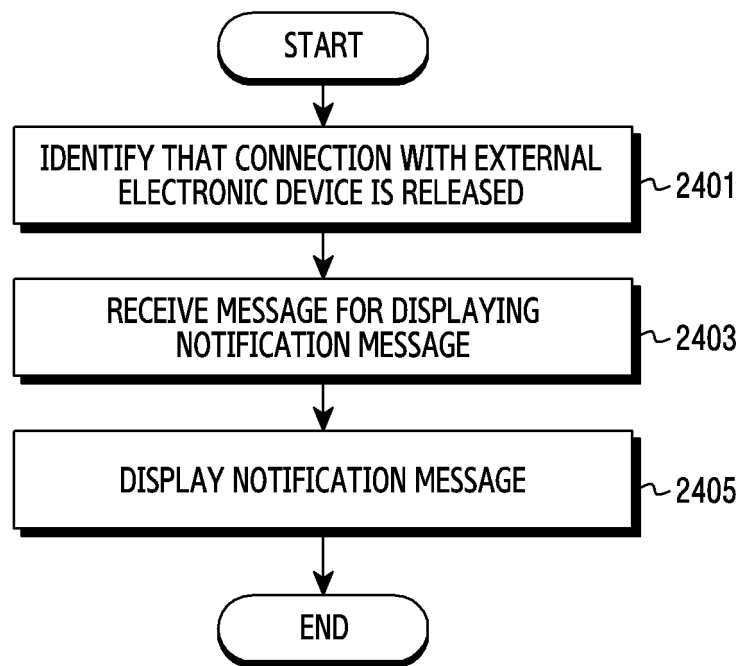 START
IDENTIFY THAT CONNECTION WITH EXTERNAL
ELECTRONIC DEVICE IS RELEASED
2401
RECEIVE MESSAGE FOR DISPLAYING
NOTIFICATION MESSAGE
2403
DISPLAY NOTIFICATION MESSAGE
2405
END